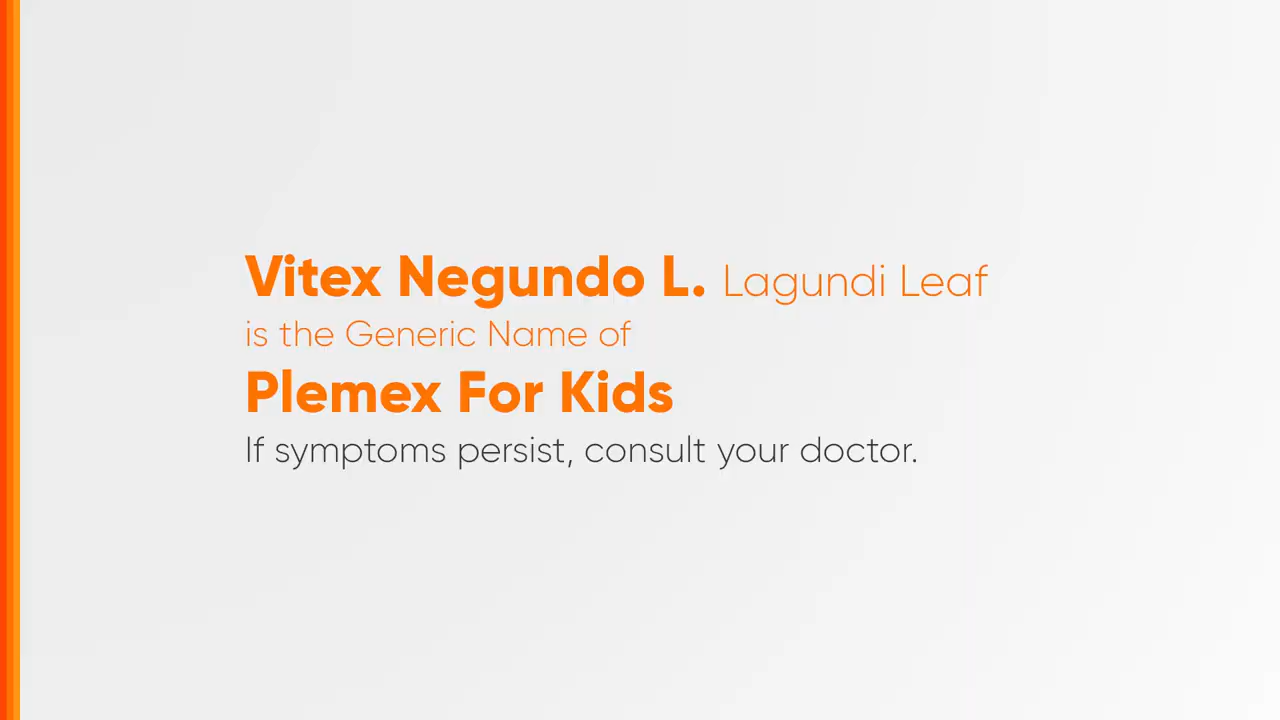 Vitex Negundo L. Lagundi Leaf
is the Generic Name of
Plemex For Kids
If symptoms persist, consult your doctor.